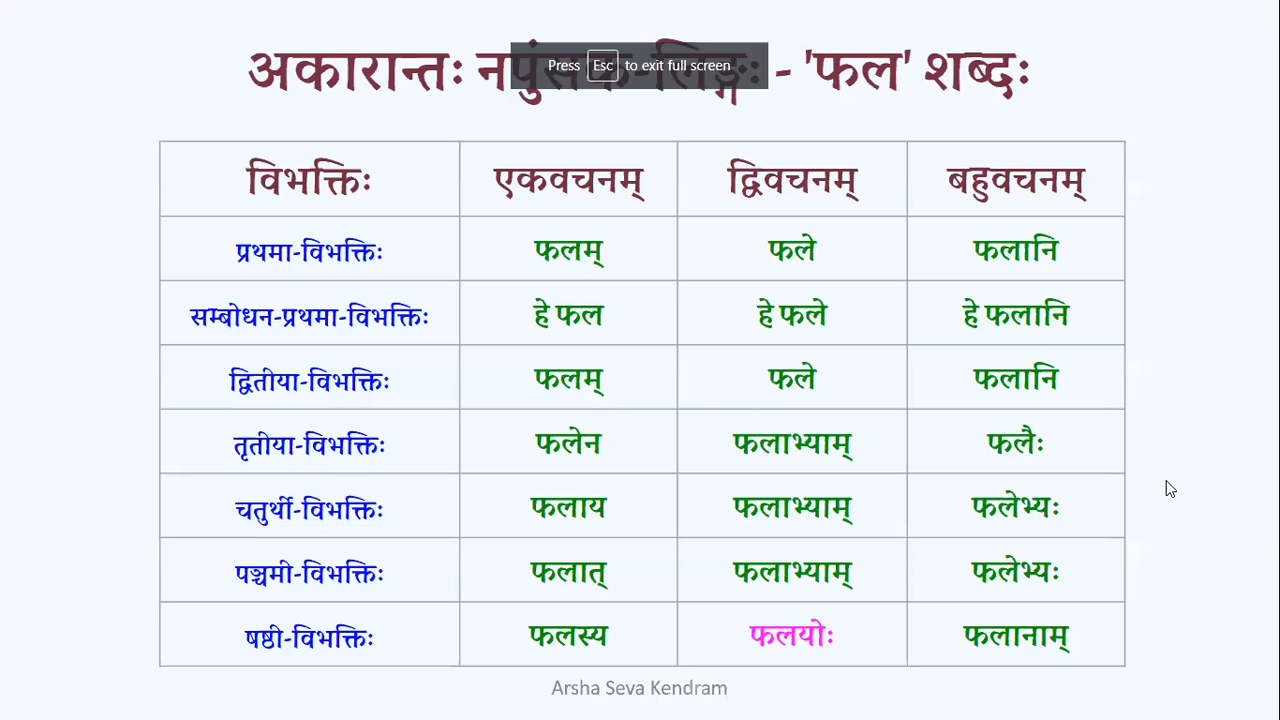 अकारान्तः नपुंसक-लिङ्गः - 'फल' शब्दः
Press Esc to exit full screen
विभक्तिः एकवचनम् द्विवचनम् बहुवचनम्
प्रथमा-विभक्तिः फलम् फले फलानि
सम्बोधन-प्रथमा-विभक्तिः हे फल हे फले हे फलानि
द्वितीया-विभक्तिः फलम् फले फलानि
तृतीया-विभक्तिः फलेन फलाभ्याम् फलैः
चतुर्थी-विभक्तिः फलाय फलाभ्याम् फलेभ्यः
पञ्चमी-विभक्तिः फलात् फलाभ्याम् फलेभ्यः
षष्ठी-विभक्तिः फलस्य फलयोः फलानाम्
Arsha Seva Kendram